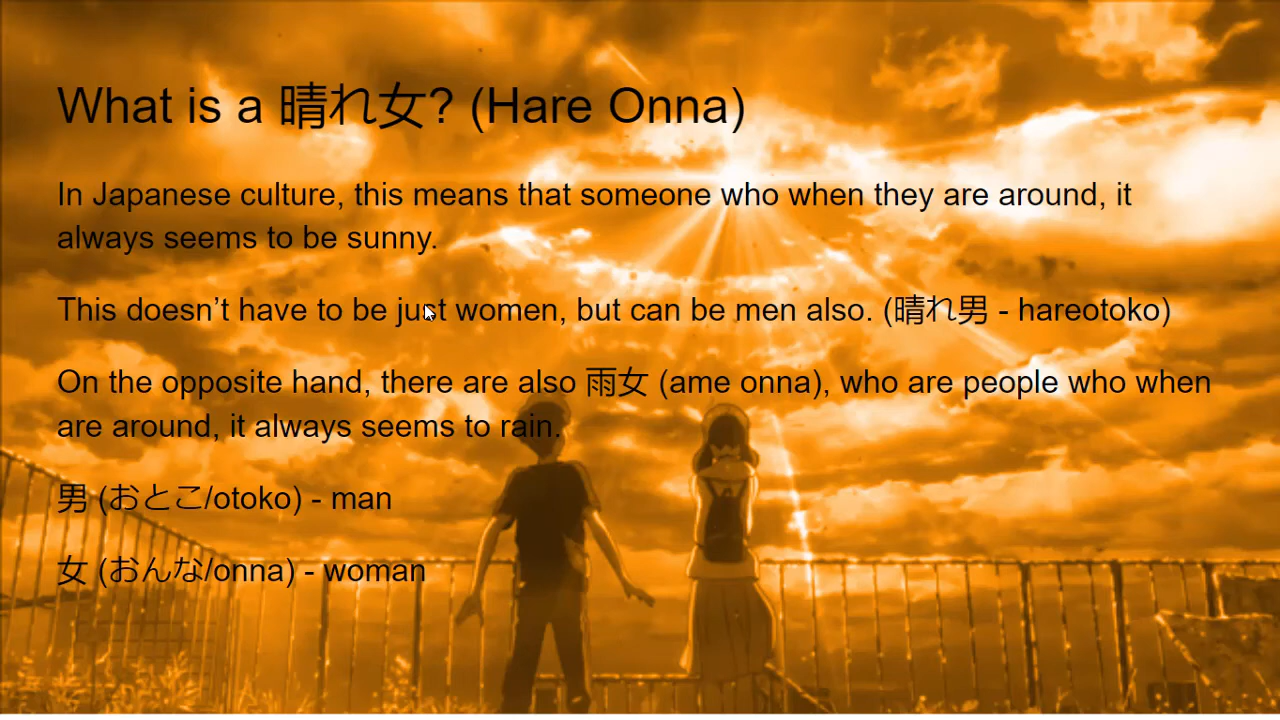 What is a 晴れ女? (Hare Onna)
In Japanese culture, this means that someone who when they are around, it
always seems to be sunny.
This doesn’t have to be just women, but can be men also. (晴れ男 - hareotoko)
On the opposite hand, there are also 雨女 (ame onna), who are people who when
are around, it always seems to rain.
男 (おとこ/otoko) - man
女 (おんな/onna) - woman